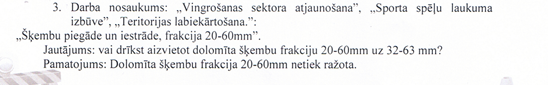 3. Darba nosaukums: „Vingrošanas sektora atjaunošana”, „Sporta spēļu laukuma
izbūve”, „Teritorijas labiekārtošana.”:
„Šķembu piegāde un iestrāde, frakcija 20-60mm”.
Jautājums: vai drīkst aizvietot dolomīta šķembu frakciju 20-60mm uz 32-63 mm?
Pamatojums: Dolomīta šķembu frakcija 20-60mm netiek ražota.